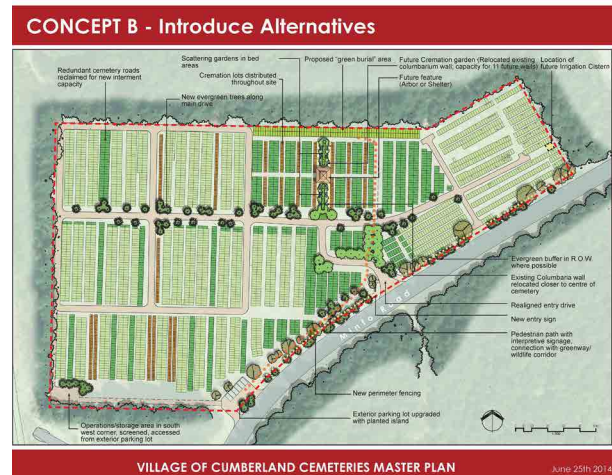 CONCEPT B - Introduce Alternatives
Scattering gardens in bed
areas
Proposed "green burial" area
Future Cremation garden (Relocated existing
columbarium wall, capacity for 11 future walls)
Location of
future Irrigation Cistern
Redundant cemetery roads
reclaimed for new interment
capacity
Cremation lots distributed
throughout site
Future feature
(Arbor or Shelter)
New evergreen trees along
main drive
Evergreen buffer in R.O.W
where possible
Existing Columbaria wall
relocated closer to centre of
cemetery
Realigned entry drive
New entry sign
Minto Road
Pedestrian path with
interpretive signage,
connection with greenway/
wildlife corridor
New perimeter fencing
Exterior parking lot upgraded
with planted island
Operations/storage area in south
west corner, screened, accessed
from exterior parking lot
VILLAGE OF CUMBERLAND CEMETERIES MASTER PLAN
June 25th 2014